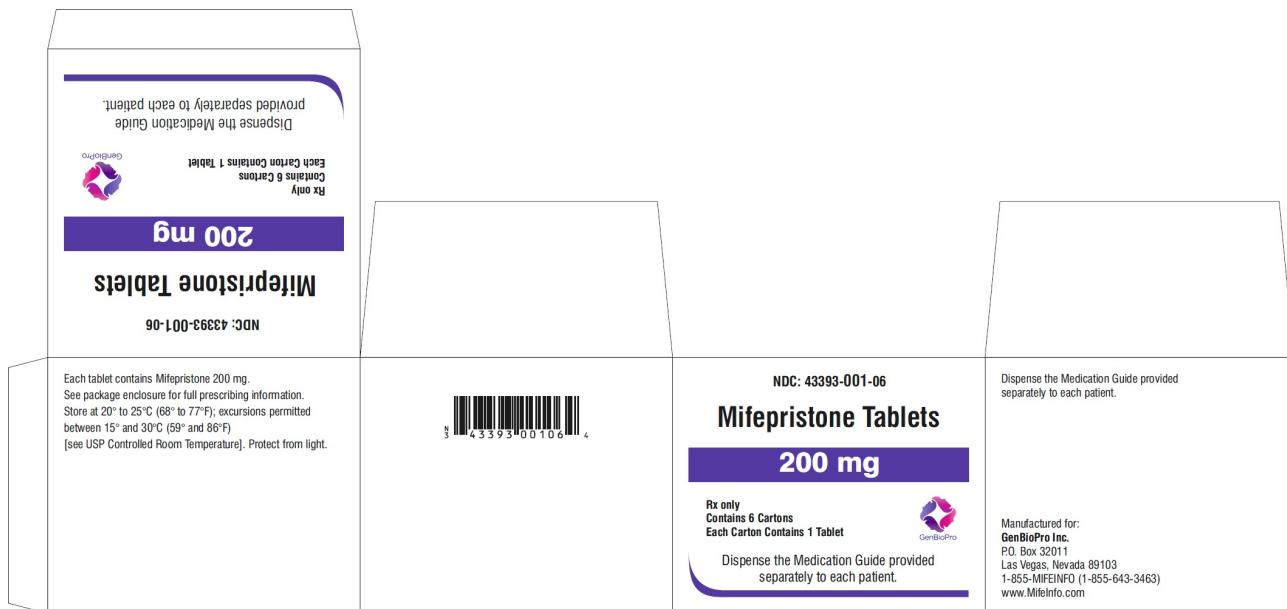 Dispense the Medication Guide
provided separately to each patient.
Rx only
Contains 6 Cartons
Each Carton Contains 1 Tablet
GenBioPro
200 mg
Mifepristone Tablets
NDC: 43393-001-06
Each tablet contains Mifepristone 200 mg.
See package enclosure for full prescribing information.
Store at 20° to 25°C (68° to 77°F); excursions permitted
between 15° and 30°C (59° and 86°F)
[see USP Controlled Room Temperature]. Protect from light.
N
3 43393 00106 4
NDC: 43393-001-06
Mifepristone Tablets
200 mg
Rx only
Contains 6 Cartons
Each Carton Contains 1 Tablet
GenBioPro
Dispense the Medication Guide provided
separately to each patient.
Dispense the Medication Guide provided
separately to each patient.
Manufactured for:
GenBioPro Inc.
P.O. Box 32011
Las Vegas, Nevada 89103
1-855-MIFEINFO (1-855-643-3463)
www.MifeInfo.com